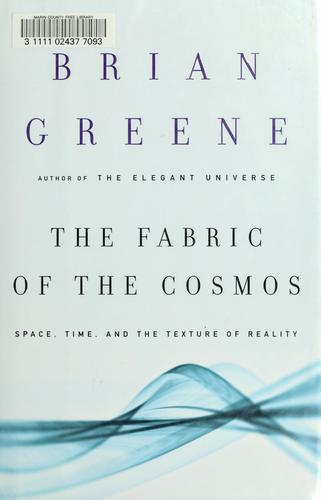 MARIN COUNTY FREE LIBRARY
3 1111 02437 7093
BRIAN
GREENE
AUTHOR OF THE ELEGANT UNIVERSE
THE FABRIC
OF THE COSMOS
SPACE, TIME, AND THE TEXTURE OF REALITY